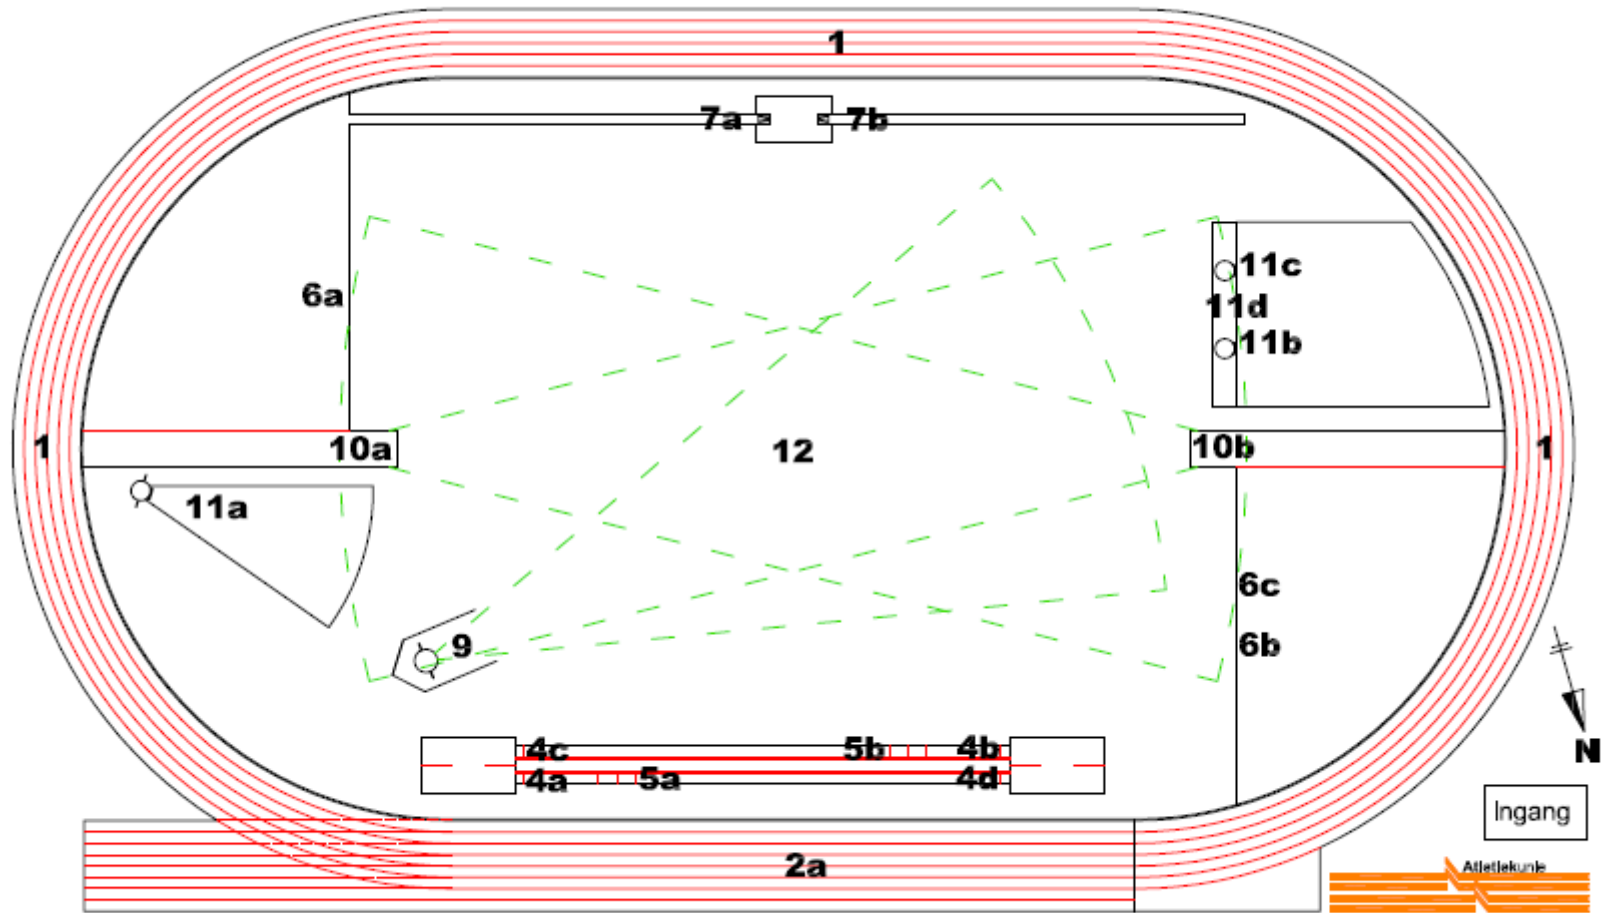 1
7a 7b
11c
6a 11d
11b
1 10a 12 10b 1
11a
6c
9 6b
4c 5b 4b N
4a 5a 4d
Ingang
2a Atletiekunie